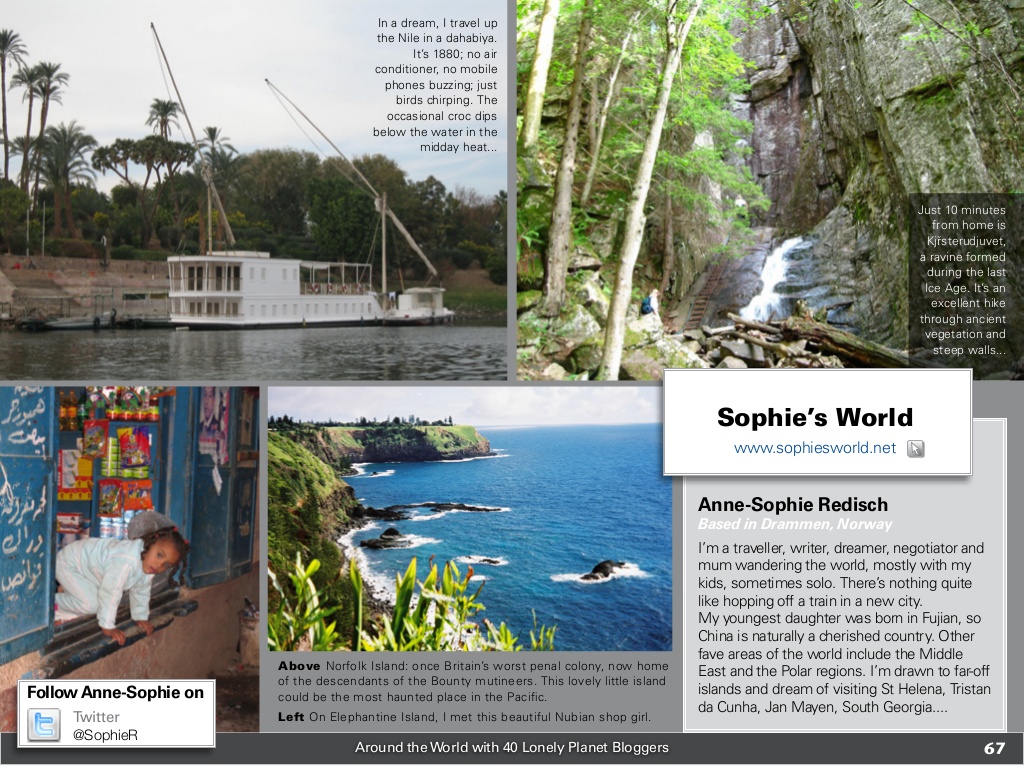 In a dream, I travel up
the Nile in a dahabiya.
It's 1880; no air
conditioner, no mobile
phones buzzing; just
birds chirping. The
occasional croc dips
below the water in the
midday heat...
Just 10 minutes
from home is
Kjřsterudjuvet,
a ravine formed
during the last
Ice Age. It's an
excellent hike
through ancient
vegetation and
steep walls...
Sophie's World
www.sophiesworld.net
Anne-Sophie Redisch
Based in Drammen, Norway
I'm a traveller, writer, dreamer, negotiator and
mum wandering the world, mostly with my
kids, sometimes solo. There's nothing quite
like hopping off a train in a new city.
My youngest daughter was born in Fujian, so
China is naturally a cherished country. Other
fave areas of the world include the Middle
East and the Polar regions. I'm drawn to far-off
islands and dream of visiting St Helena, Tristan
da Cunha, Jan Mayen, South Georgia....
Above Norfolk Island: once Britain's worst penal colony, now home
of the descendants of the Bounty mutineers. This lovely little island
could be the most haunted place in the Pacific.
Left On Elephantine Island, I met this beautiful Nubian shop girl.
Follow Anne-Sophie on
Twitter
@SophieR
Around the World with 40 Lonely Planet Bloggers
67